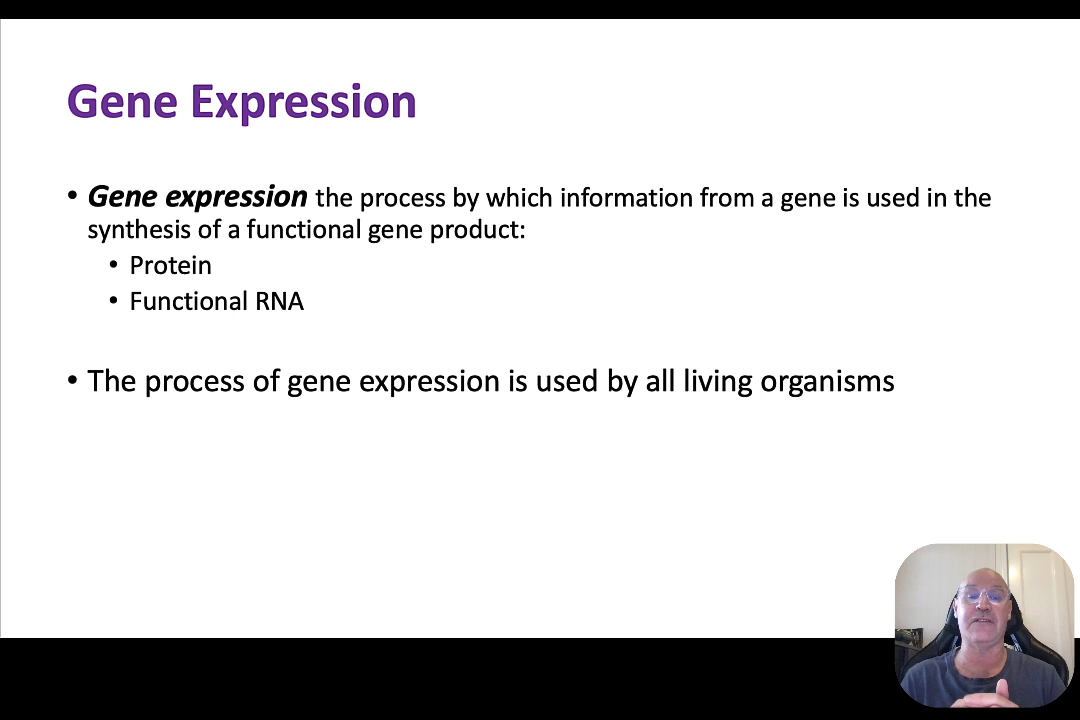 Gene Expression
• Gene expression the process by which information from a gene is used in the
synthesis of a functional gene product:
• Protein
• Functional RNA
• The process of gene expression is used by all living organisms